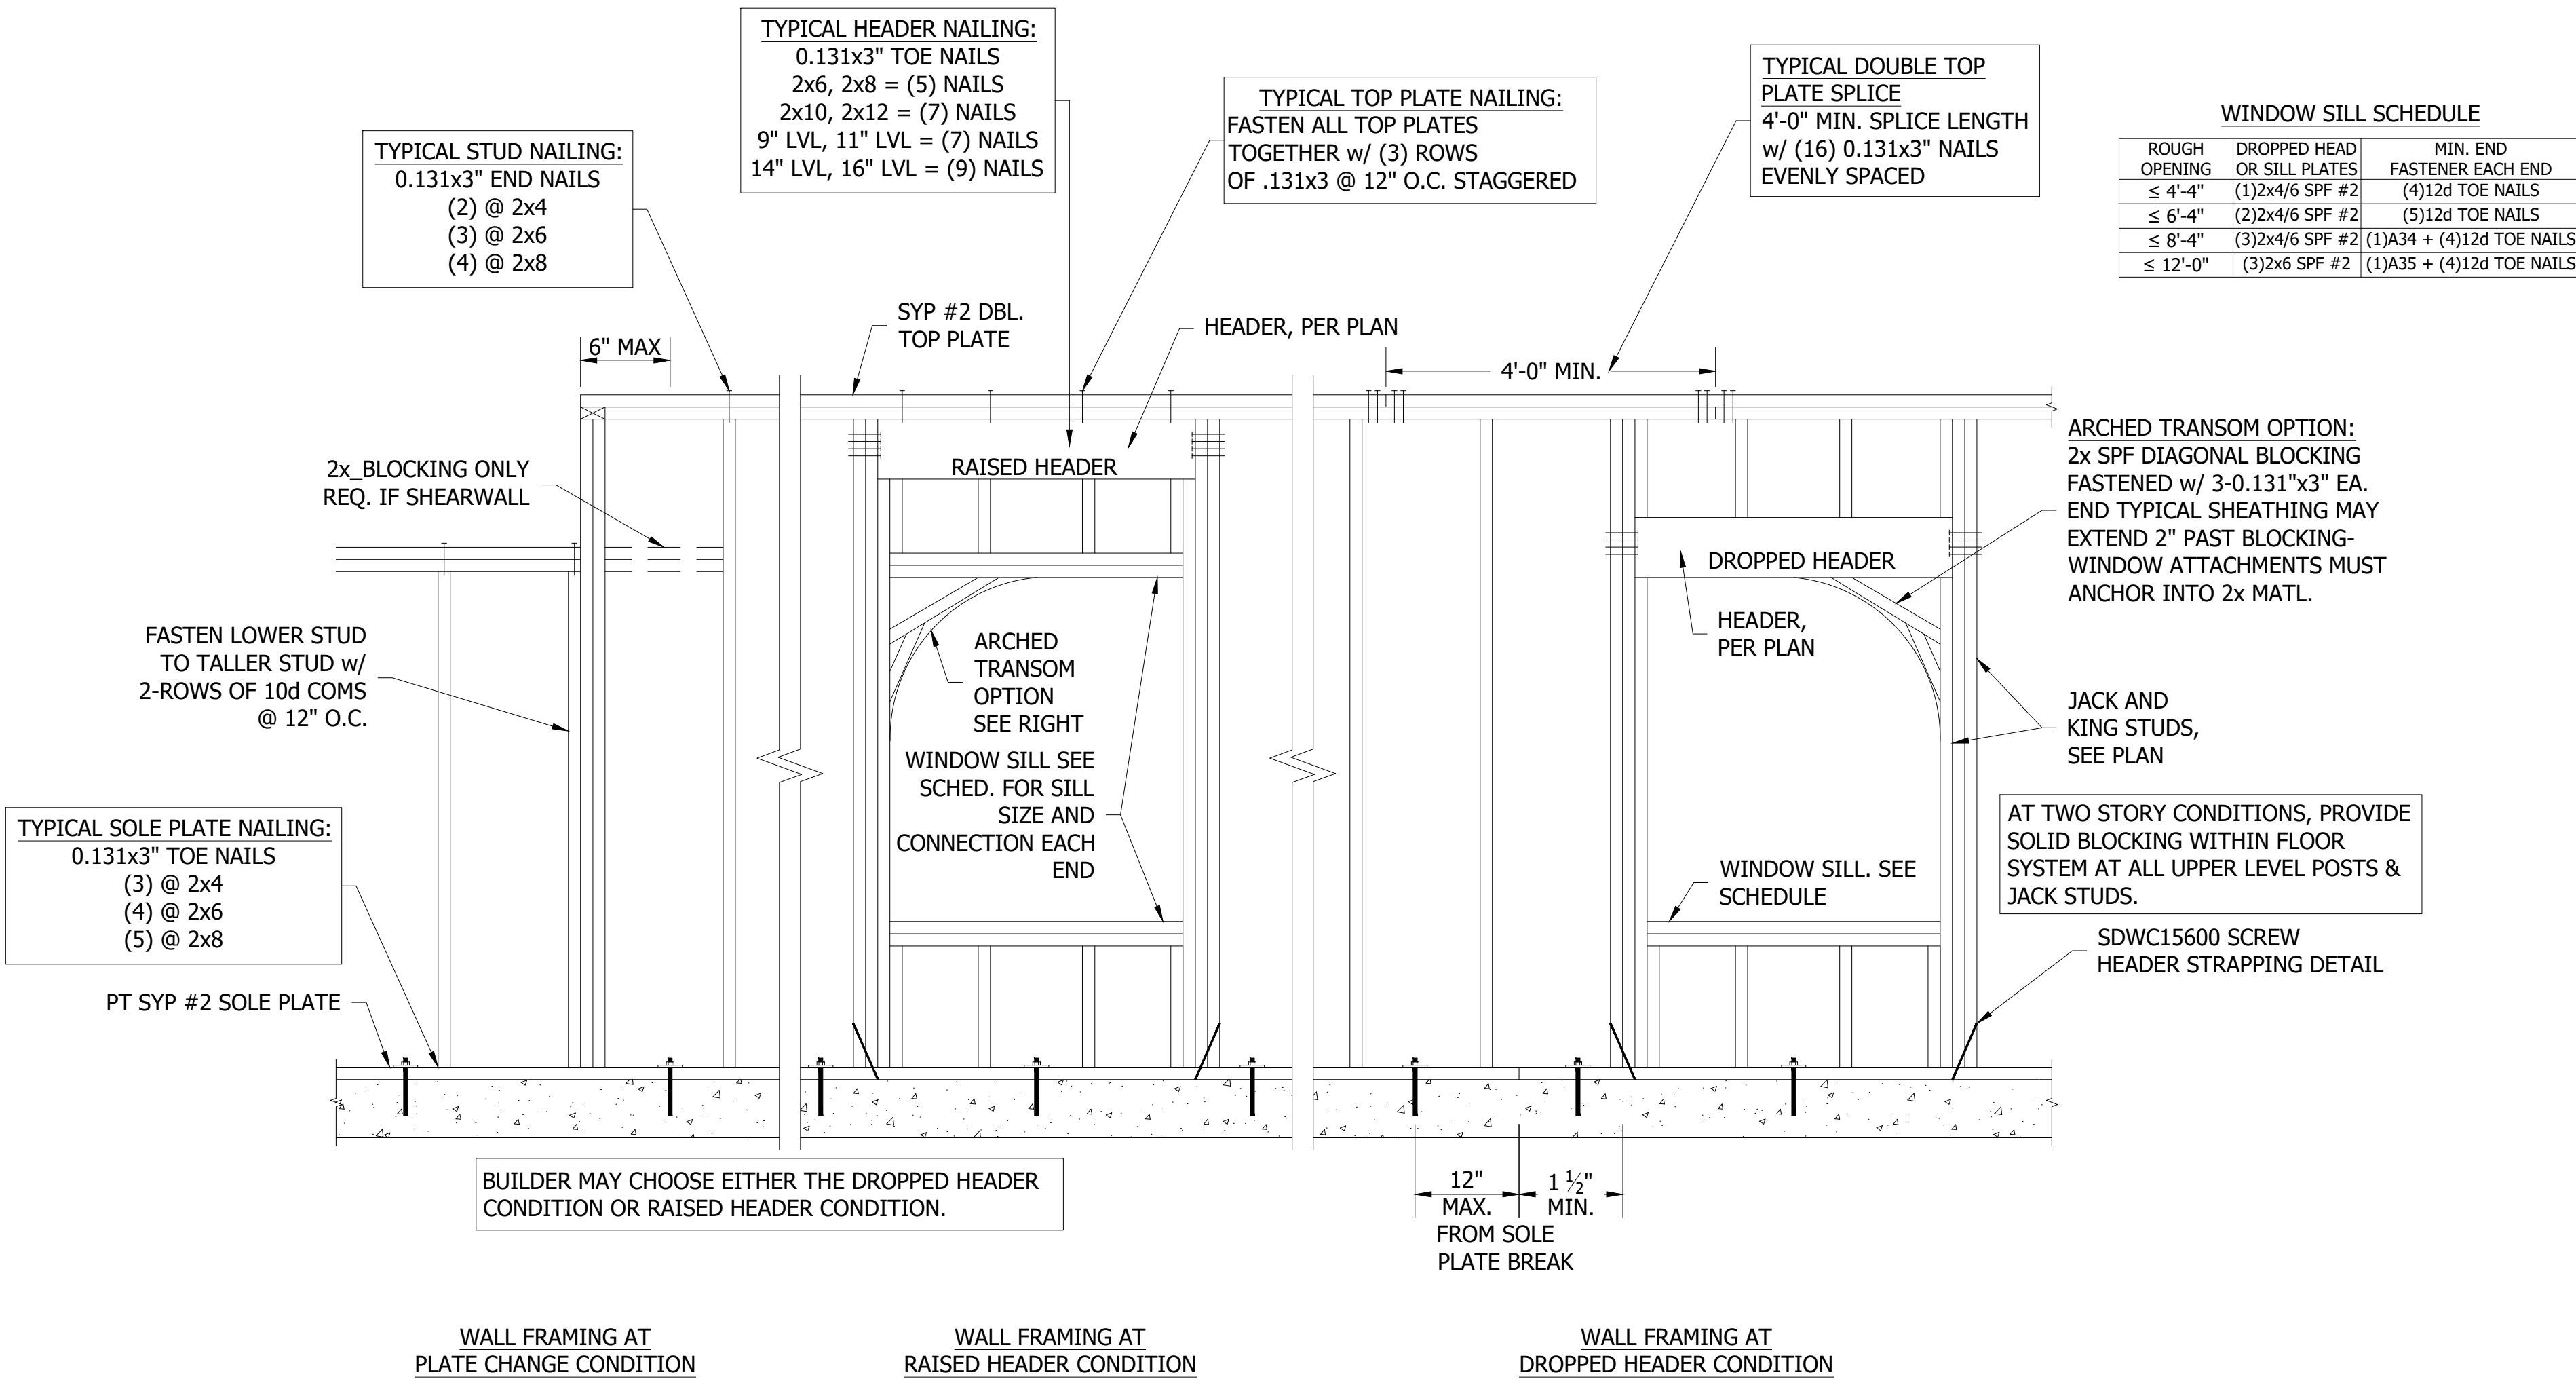 TYPICAL HEADER NAILING:
0.131x3" TOE NAILS
2x6, 2x8 = (5) NAILS
2x10, 2x12 = (7) NAILS
9" LVL, 11" LVL = (7) NAILS
14" LVL, 16" LVL = (9) NAILS
TYPICAL DOUBLE TOP
PLATE SPLICE
4'-0" MIN. SPLICE LENGTH
w/ (16) 0.131x3" NAILS
EVENLY SPACED
TYPICAL TOP PLATE NAILING:
FASTEN ALL TOP PLATES
TOGETHER w/ (3) ROWS
OF .131x3 @ 12" O.C. STAGGERED
WINDOW SILL SCHEDULE
ROUGH OPENING DROPPED HEAD OR SILL PLATES MIN. END FASTENER EACH END
≤ 4'-4" (1)2x4/6 SPF #2 (4)12d TOE NAILS
≤ 6'-4" (2)2x4/6 SPF #2 (5)12d TOE NAILS
≤ 8'-4" (3)2x4/6 SPF #2 (1)A34 + (4)12d TOE NAILS
≤ 12'-0" (3)2x6 SPF #2 (1)A35 + (4)12d TOE NAILS
TYPICAL STUD NAILING:
0.131x3" END NAILS
(2) @ 2x4
(3) @ 2x6
(4) @ 2x8
SYP #2 DBL.
TOP PLATE
HEADER, PER PLAN
6" MAX
4'-0" MIN.
2x_BLOCKING ONLY
REQ. IF SHEARWALL
RAISED HEADER
ARCHED TRANSOM OPTION:
2x SPF DIAGONAL BLOCKING
FASTENED w/ 3-0.131"x3" EA.
END TYPICAL SHEATHING MAY
EXTEND 2" PAST BLOCKING-
WINDOW ATTACHMENTS MUST
ANCHOR INTO 2x MATL.
DROPPED HEADER
HEADER,
PER PLAN
FASTEN LOWER STUD
TO TALLER STUD w/
2-ROWS OF 10d COMS
@ 12" O.C.
ARCHED
TRANSOM
OPTION
SEE RIGHT
JACK AND
KING STUDS,
SEE PLAN
WINDOW SILL SEE
SCHED. FOR SILL
SIZE AND
CONNECTION EACH
END
TYPICAL SOLE PLATE NAILING:
0.131x3" TOE NAILS
(3) @ 2x4
(4) @ 2x6
(5) @ 2x8
AT TWO STORY CONDITIONS, PROVIDE
SOLID BLOCKING WITHIN FLOOR
SYSTEM AT ALL UPPER LEVEL POSTS &
JACK STUDS.
WINDOW SILL. SEE
SCHEDULE
SDWC15600 SCREW
HEADER STRAPPING DETAIL
PT SYP #2 SOLE PLATE
BUILDER MAY CHOOSE EITHER THE DROPPED HEADER
CONDITION OR RAISED HEADER CONDITION.
12"
MAX.
FROM SOLE
PLATE BREAK
1 ½"
MIN.
WALL FRAMING AT
PLATE CHANGE CONDITION
WALL FRAMING AT
RAISED HEADER CONDITION
WALL FRAMING AT
DROPPED HEADER CONDITION